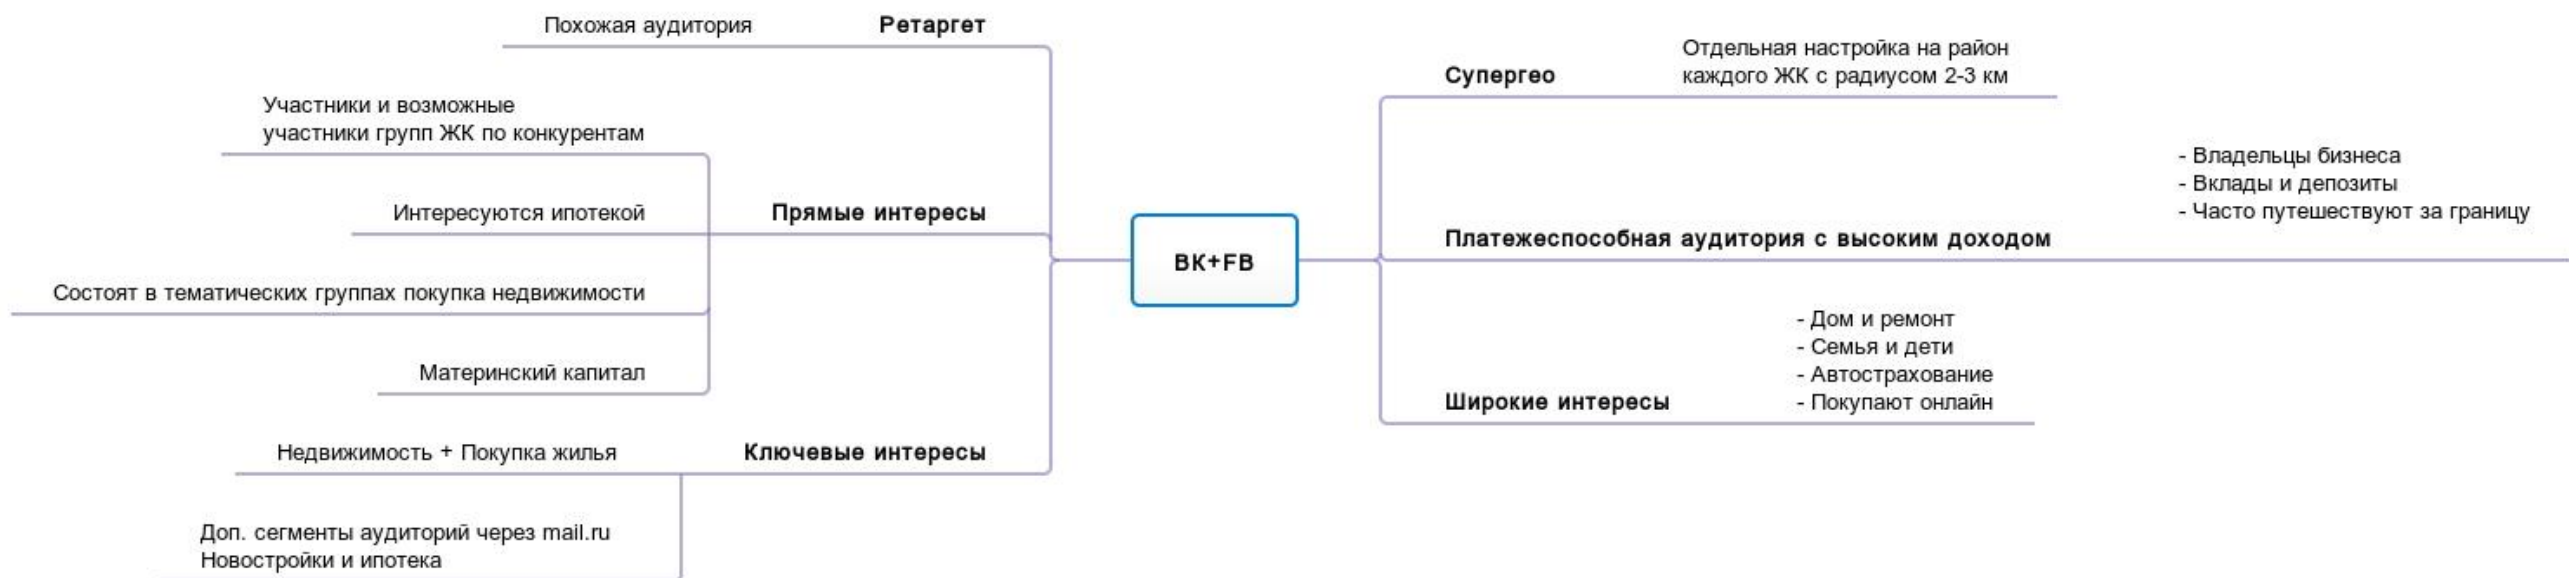 Похожая аудитория
Ретаргет
Участники и возможные
участники групп ЖК по конкурентам
Интересуются ипотекой
Прямые интересы
Состоят в тематических группах покупка недвижимости
Материнский капитал
Недвижимость + Покупка жилья
Ключевые интересы
Доп. сегменты аудиторий через mail.ru
Новостройки и ипотека
ВК+FB
Супергео
Отдельная настройка на район
каждого ЖК с радиусом 2-3 км
Платежеспособная аудитория с высоким доходом
- Владельцы бизнеса
- Вклады и депозиты
- Часто путешествуют за границу
Широкие интересы
- Дом и ремонт
- Семья и дети
- Автострахование
- Покупают онлайн